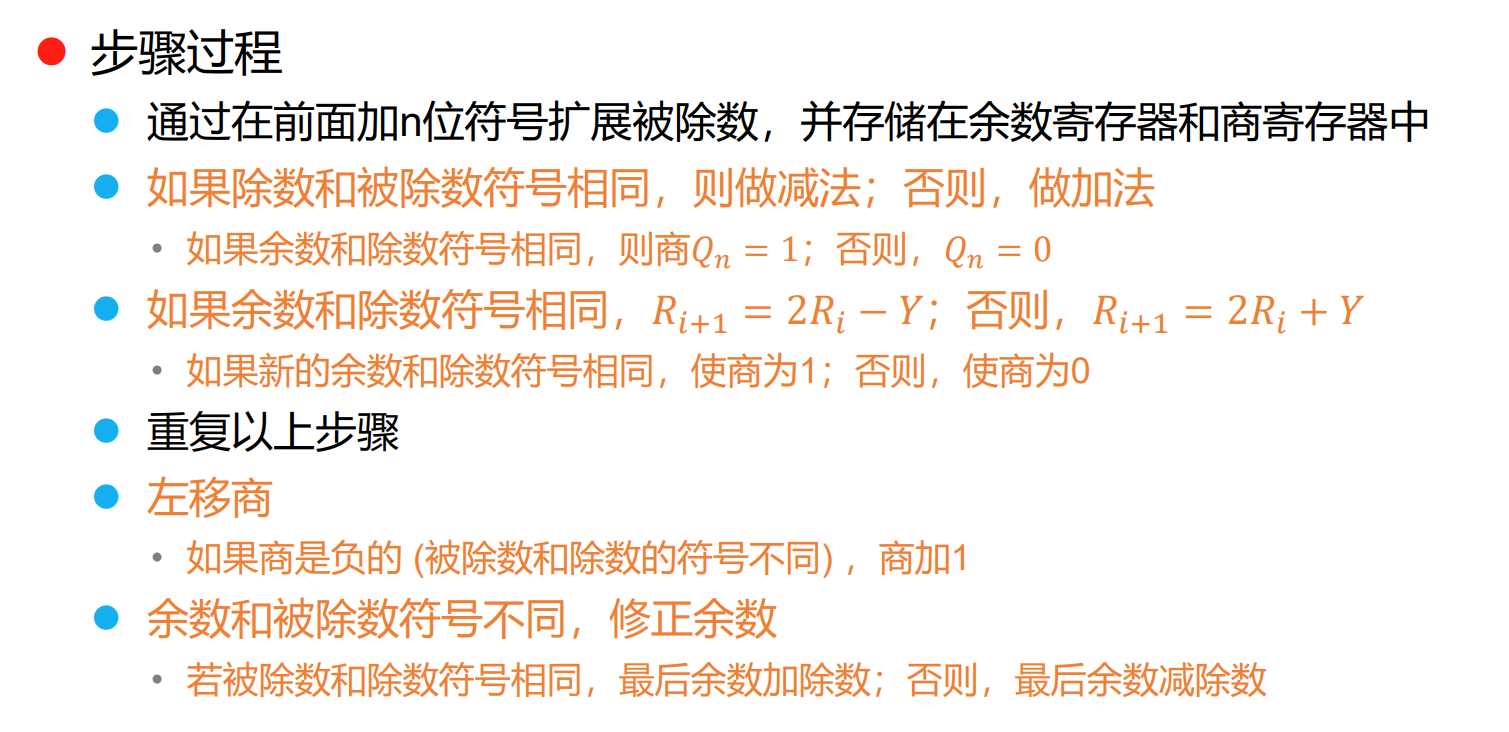 步骤过程
通过在前面加n位符号扩展被除数，并存储在余数寄存器和商寄存器中
如果除数和被除数符号相同，则做减法；否则，做加法
如果余数和除数符号相同，则商Qₙ = 1；否则，Qₙ = 0
如果余数和除数符号相同，Rᵢ₊₁ = 2Rᵢ − Y；否则，Rᵢ₊₁ = 2Rᵢ + Y
如果新的余数和除数符号相同，使商为1；否则，使商为0
重复以上步骤
左移商
如果商是负的 (被除数和除数的符号不同) ，商加1
余数和被除数符号不同，修正余数
若被除数和除数符号相同，最后余数加除数；否则，最后余数减除数